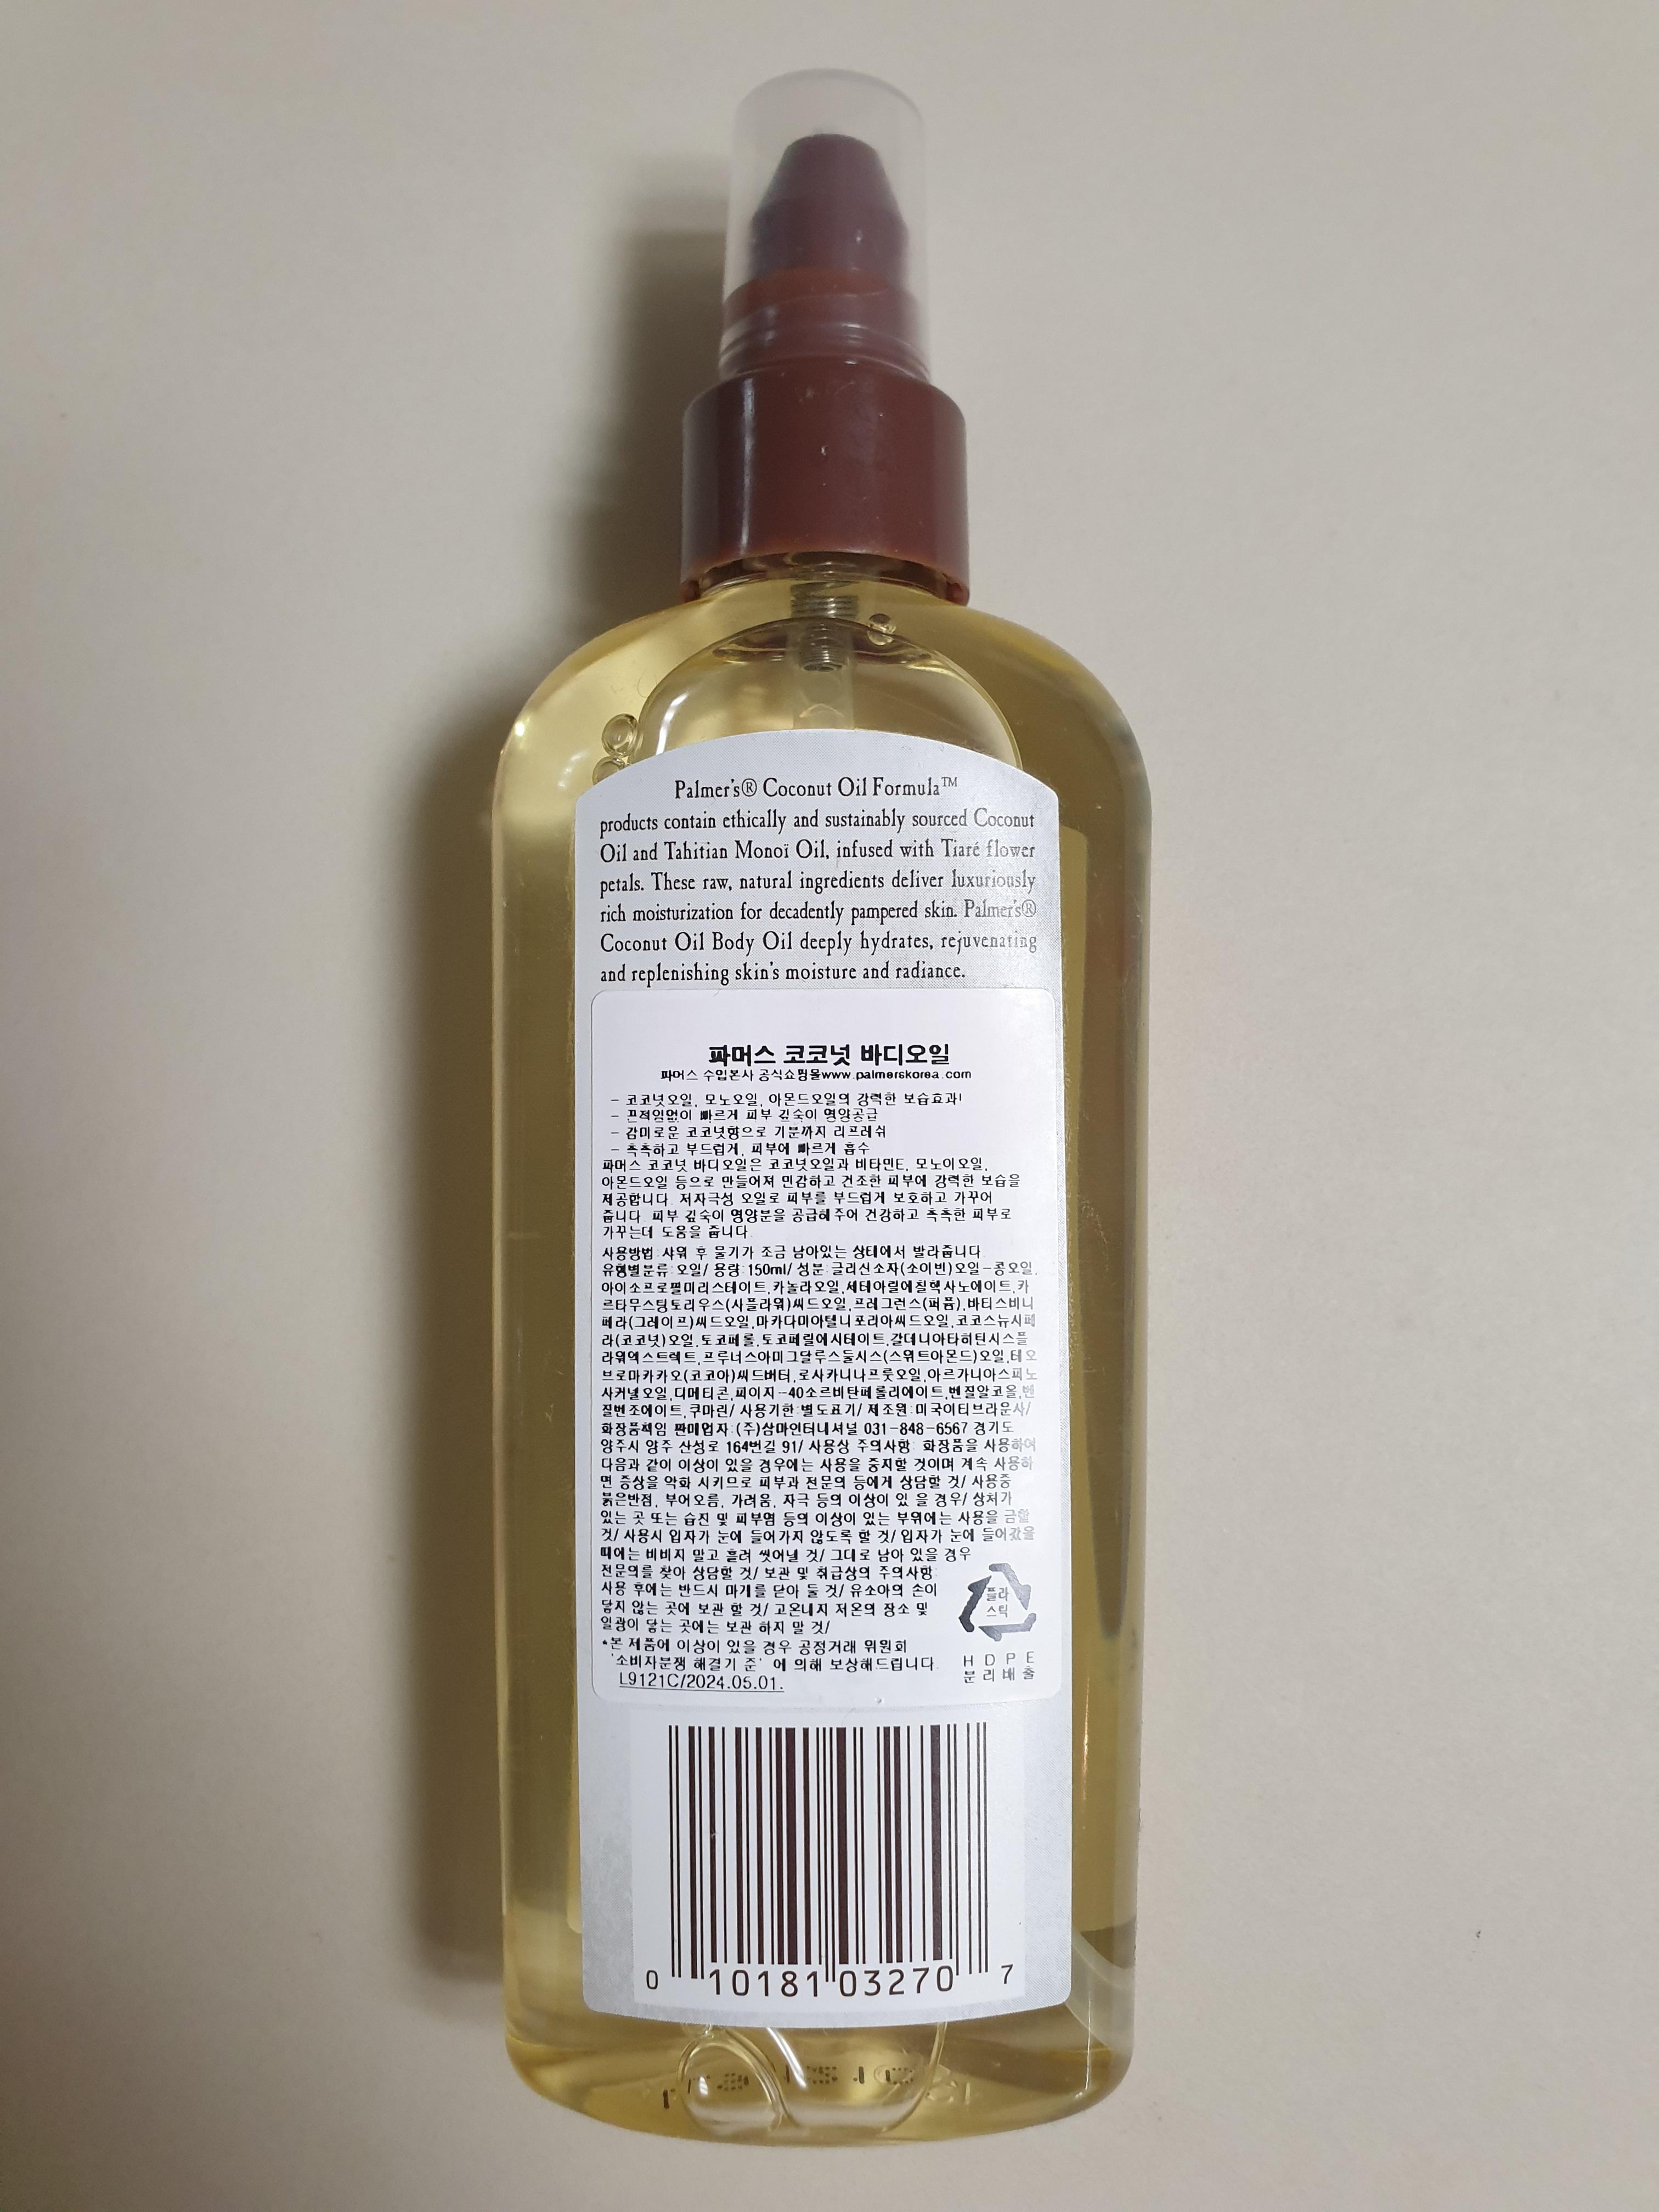 Palmer's® Coconut Oil Formula™
products contain ethically and sustainably sourced Coconut
Oil and Tahitian Monoï Oil, infused with Tiaré flower
petals. These raw, natural ingredients deliver luxuriously
rich moisturization for decadently pampered skin. Palmer's®
Coconut Oil Body Oil deeply hydrates, rejuvenating
and replenishing skin's moisture and radiance.
파머스 코코넛 바디오일
파머스 수입본사 공식쇼핑몰www.palmerskorea.com
- 코코넛오일, 모노오일, 아몬드오일의 강력한 보습효과!
- 끈적임없이 빠르게 피부 깊숙이 영양공급
- 감미로운 코코넛향으로 기분까지 리프레쉬
- 촉촉하고 부드럽게, 피부에 빠르게 흡수
파머스 코코넛 바디오일은 코코넛오일과 비타민E, 모노이오일,
아몬드오일 등으로 만들어져 민감하고 건조한 피부에 강력한 보습을
제공합니다. 저자극성 오일로 피부를 부드럽게 보호하고 가꾸어
줍니다. 피부 깊숙이 영양분을 공급해주어 건강하고 촉촉한 피부로
가꾸는데 도움을 줍니다.
사용방법:샤워 후 물기가 조금 남아있는 상태에서 발라줍니다.
유형별분류:오일/ 용량:150ml/ 성분:글리신소자(소이빈)오일-콩오일,
아이소프로필미리스테이트,카놀라오일,세테아릴에칠헥사노에이트,카
르타무스팅토리우스(사플라워)씨드오일,프레그런스(퍼퓸),바티스비니
페라(그레이프)씨드오일,마카다미아텔니포리아씨드오일,코코스뉴시페
라(코코넛)오일,토코페롤,토코페릴에시테이트,갈데니아타히틴시스플
라워엑스트렉트,프루너스아미그달루스둘시스(스위트아몬드)오일,테오
브로마카카오(코코아)씨드버터,로사카니나프룻오일,아르가니아스피노
사커넬오일,디메티콘,피이지-40소르비탄페롤리에이트,벤질알코올,벤
질벤조에이트,쿠마린/ 사용기한:별도표기/ 제조원:미국이티브라운사/
화장품책임 판매업자:(주)삼마인터내셔널 031-848-6567 경기도
양주시 양주 산성로 164번길 91/ 사용상 주의사항: 화장품을 사용하여
다음과 같이 이상이 있을 경우에는 사용을 중지할 것이며 계속 사용하
면 증상을 악화 시키므로 피부과 전문의 등에게 상담할 것/ 사용중
붉은반점, 부어오름, 가려움, 자극 등의 이상이 있 을 경우/ 상처가
있는 곳 또는 습진 및 피부염 등의 이상이 있는 부위에는 사용을 금할
것/ 사용시 입자가 눈에 들어가지 않도록 할 것/ 입자가 눈에 들어갔을
때에는 비비지 말고 흘려 씻어낼 것/ 그대로 남아 있을 경우
전문의를 찾아 상담할 것/ 보관 및 취급상의 주의사항:
사용 후에는 반드시 마개를 닫아 둘 것/ 유소아의 손이
닿지 않는 곳에 보관 할 것/ 고온내지 저온의 장소 및
일광이 닿는 곳에는 보관 하지 말 것/
*본 제품에 이상이 있을 경우 공정거래 위원회
'소비자분쟁 해결기 준' 에 의해 보상해드립니다.
L9121C/2024.05.01.
플라
스틱
HDPE
분리배출
0 10181 03270 7